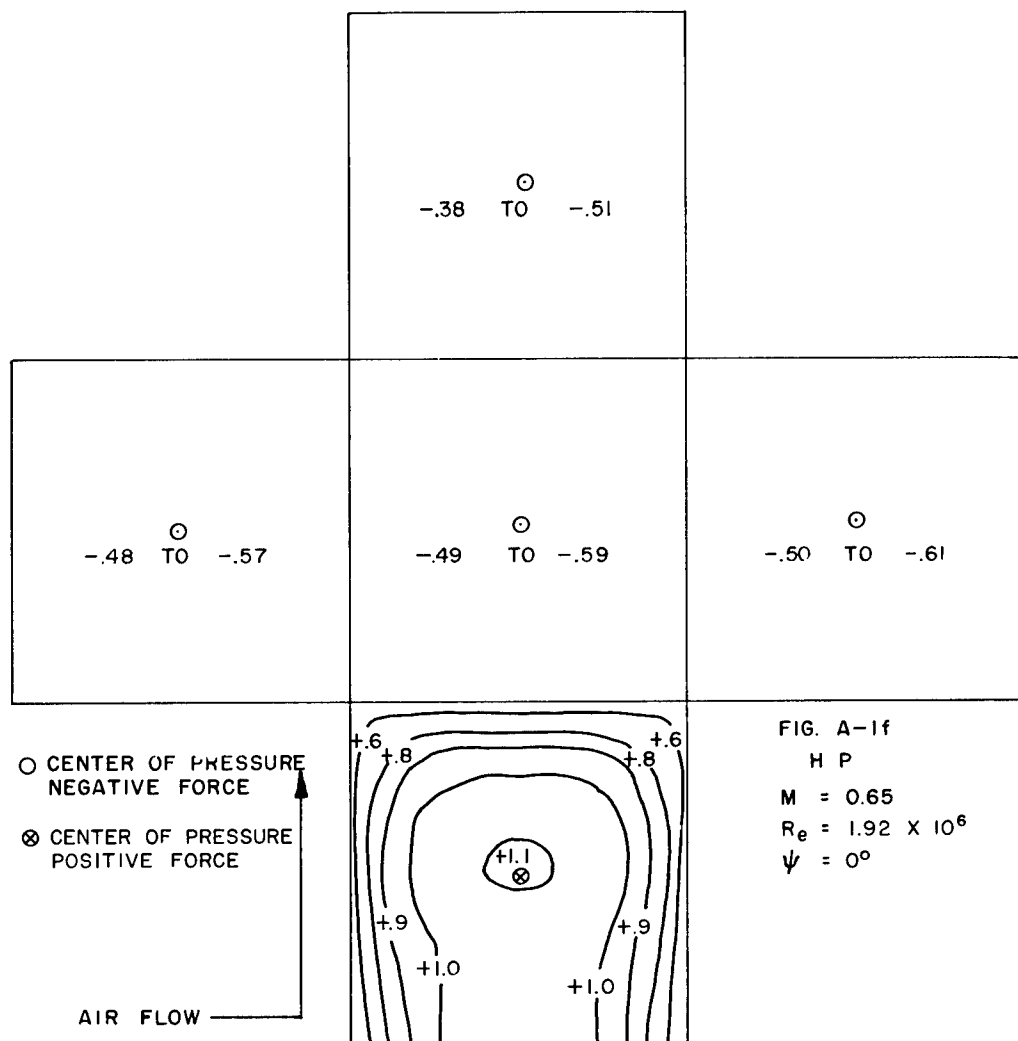 -.38 TO -.51
-.48 TO -.57
-.49 TO -.59
-.50 TO -.61
+.6
+.6
+.8
+.8
+1.1
+.9
+.9
+1.0
+1.0
O CENTER OF PRESSURE
NEGATIVE FORCE
⊗ CENTER OF PRESSURE
POSITIVE FORCE
AIR FLOW
FIG. A-1f
H P
M = 0.65
Re = 1.92 X 10⁶
ψ = 0°